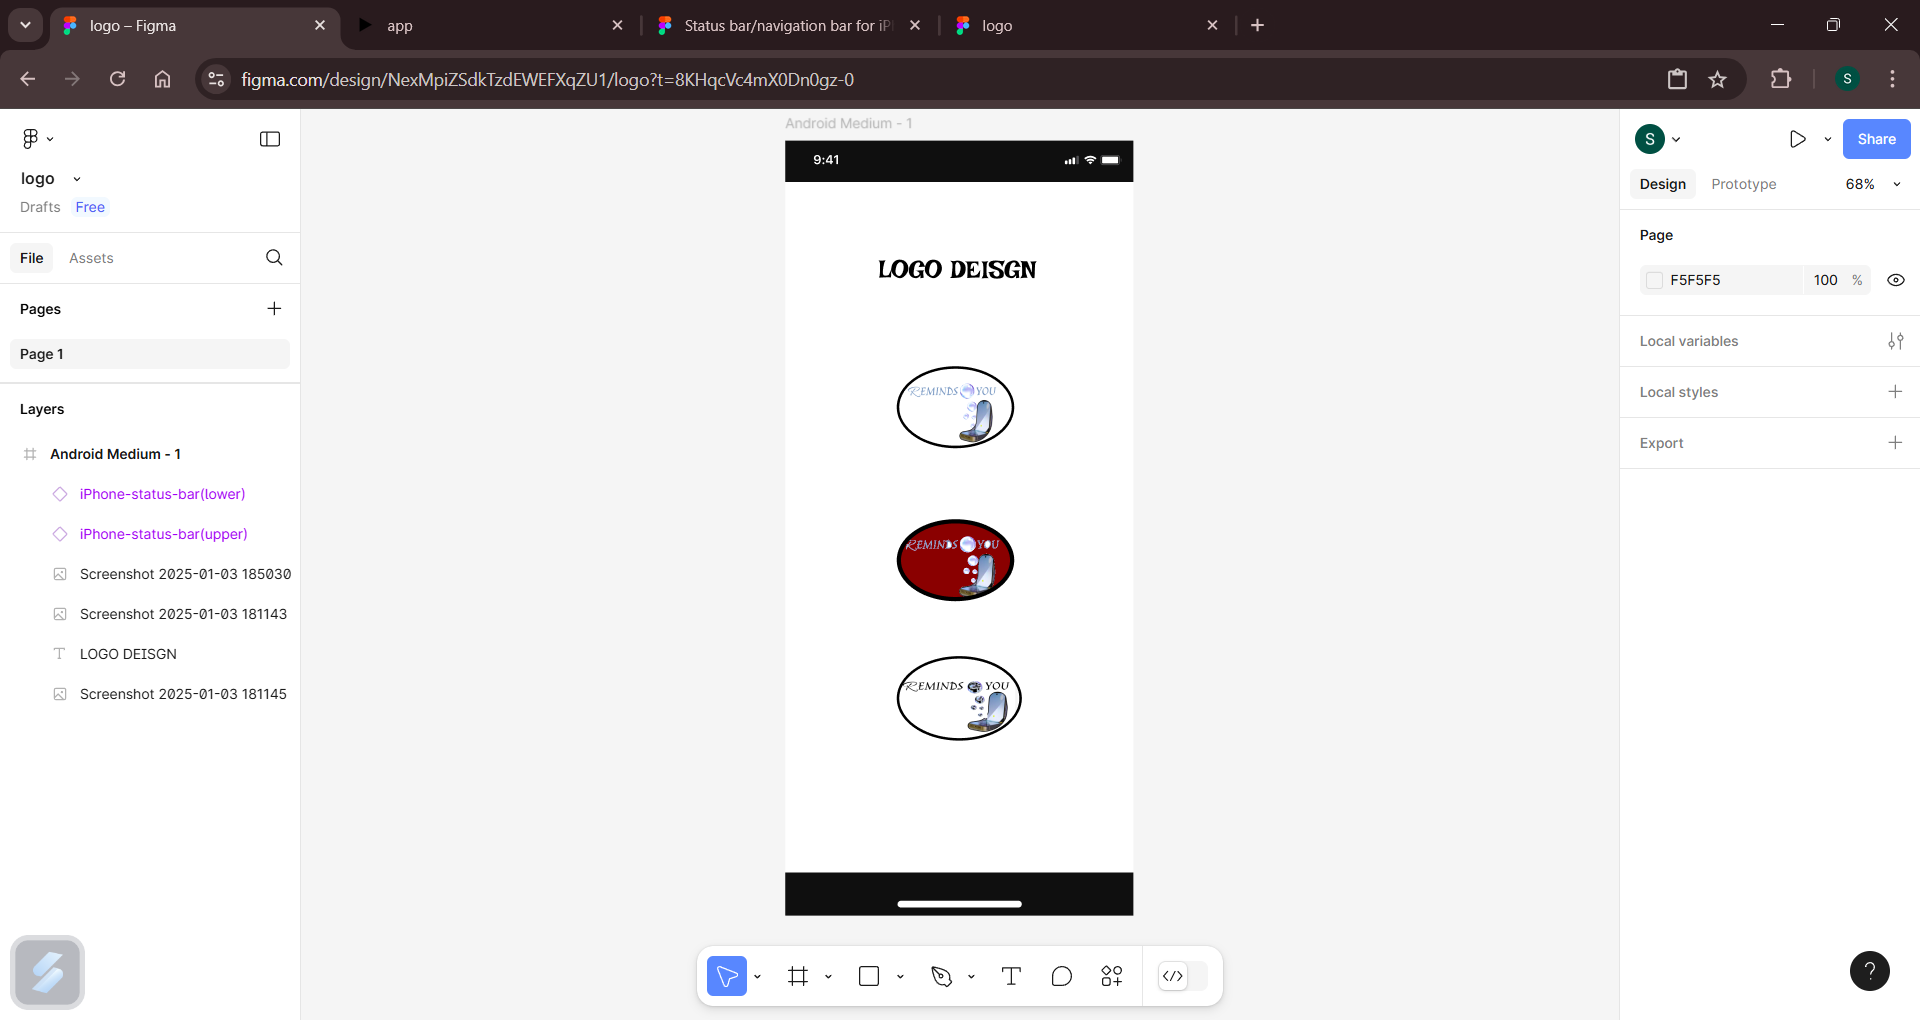 logo – Figma
app
Status bar/navigation bar for iP
logo
figma.com/design/NexMpiZSdkTzdEWEFXqZU1/logo?t=8KHqcVc4mX0Dn0gz-0
S
logo
Drafts Free
File Assets
Pages
Page 1
Layers
Android Medium - 1
iPhone-status-bar(lower)
iPhone-status-bar(upper)
Screenshot 2025-01-03 185030
Screenshot 2025-01-03 181143
LOGO DEISGN
Screenshot 2025-01-03 181145
Android Medium - 1
9:41
LOGO DEISGN
REMINDS YOU
REMINDS YOU
REMINDS YOU
S
Share
Design Prototype 68%
Page
F5F5F5 100 %
Local variables
Local styles
Export
?